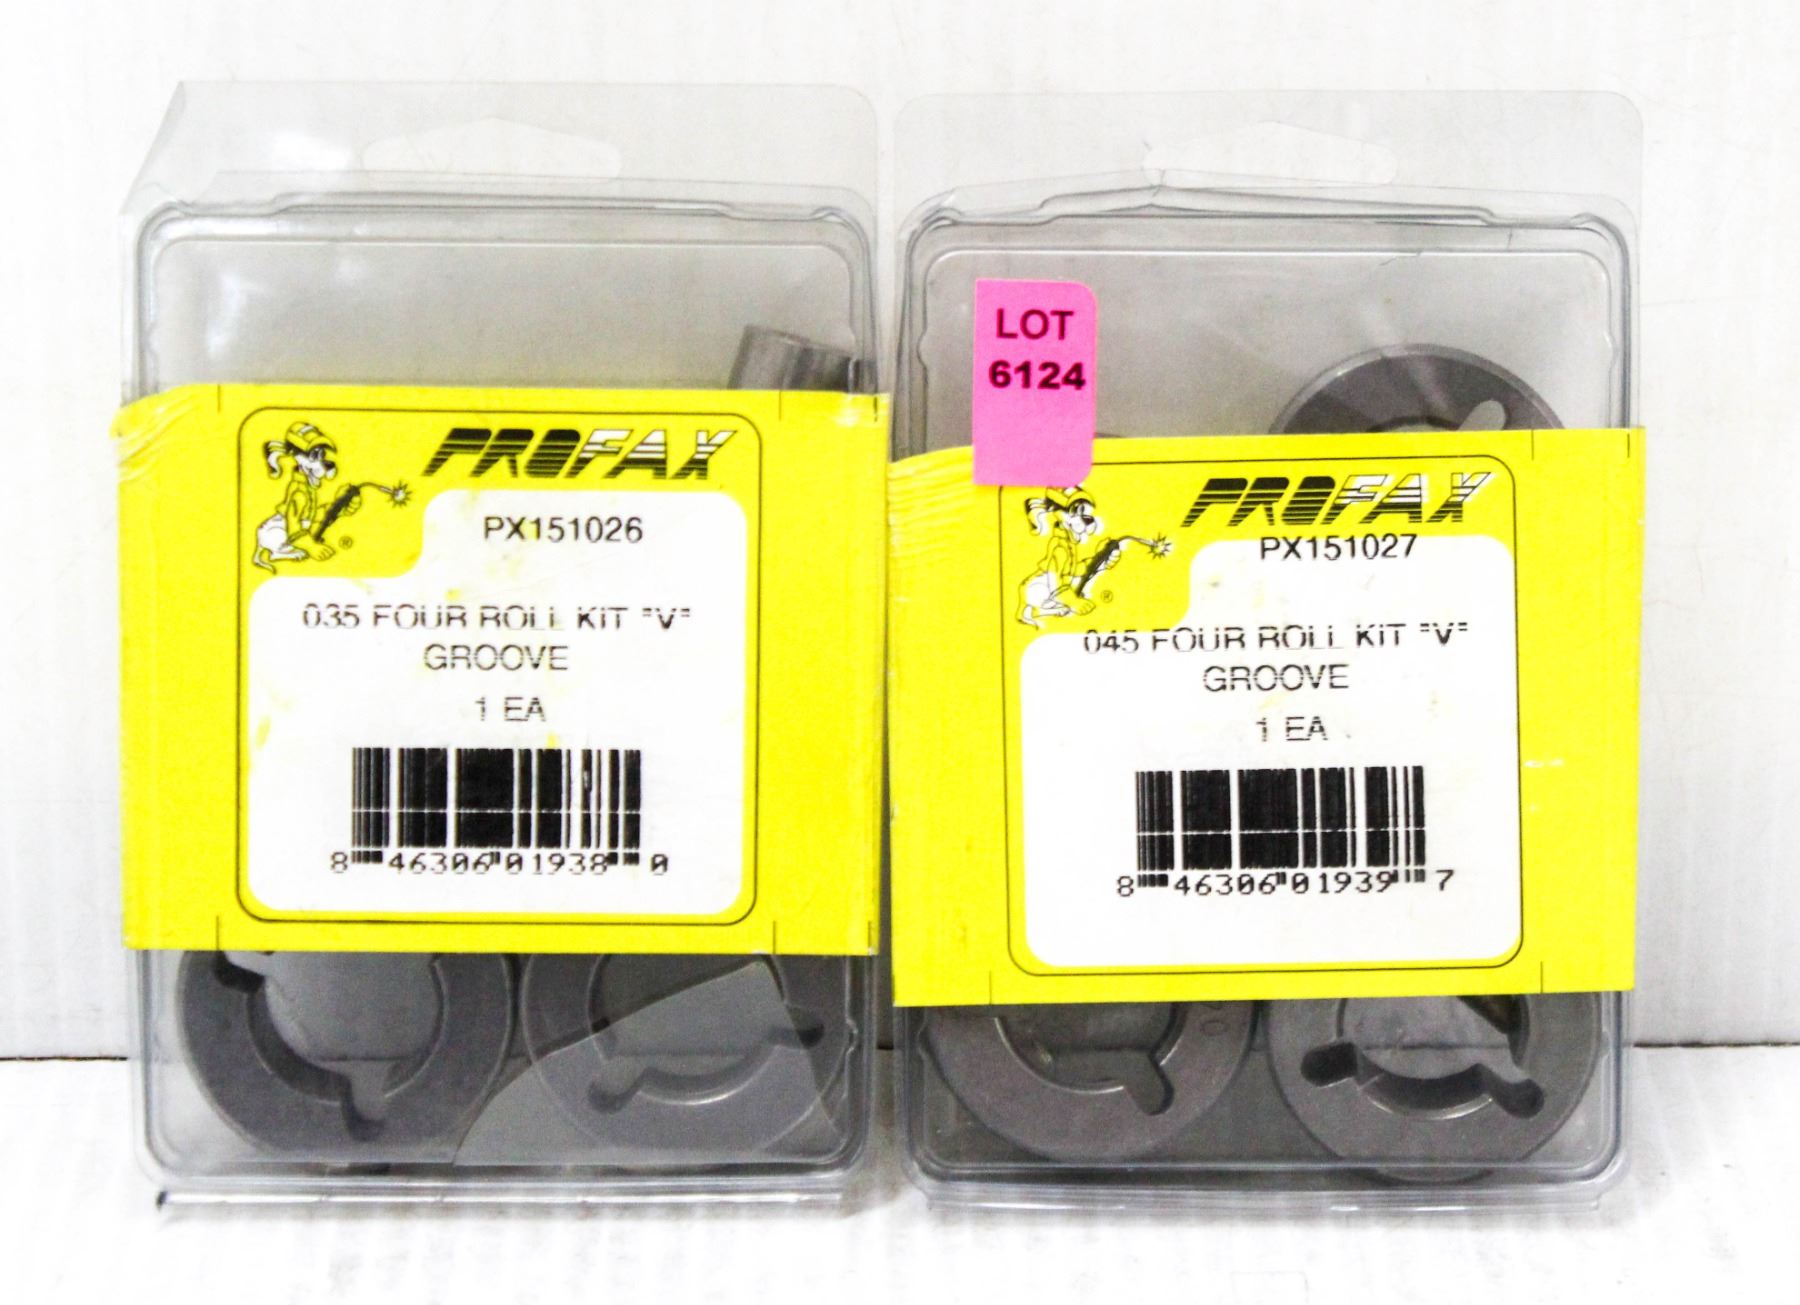 PROFAX
PX151026
035 FOUR ROLL KIT "V"
GROOVE
1 EA
8 46306 01938 0
®
LOT
6124
PROFAX
PX151027
045 FOUR ROLL KIT "V"
GROOVE
1 EA
8 46306 01939 7
®